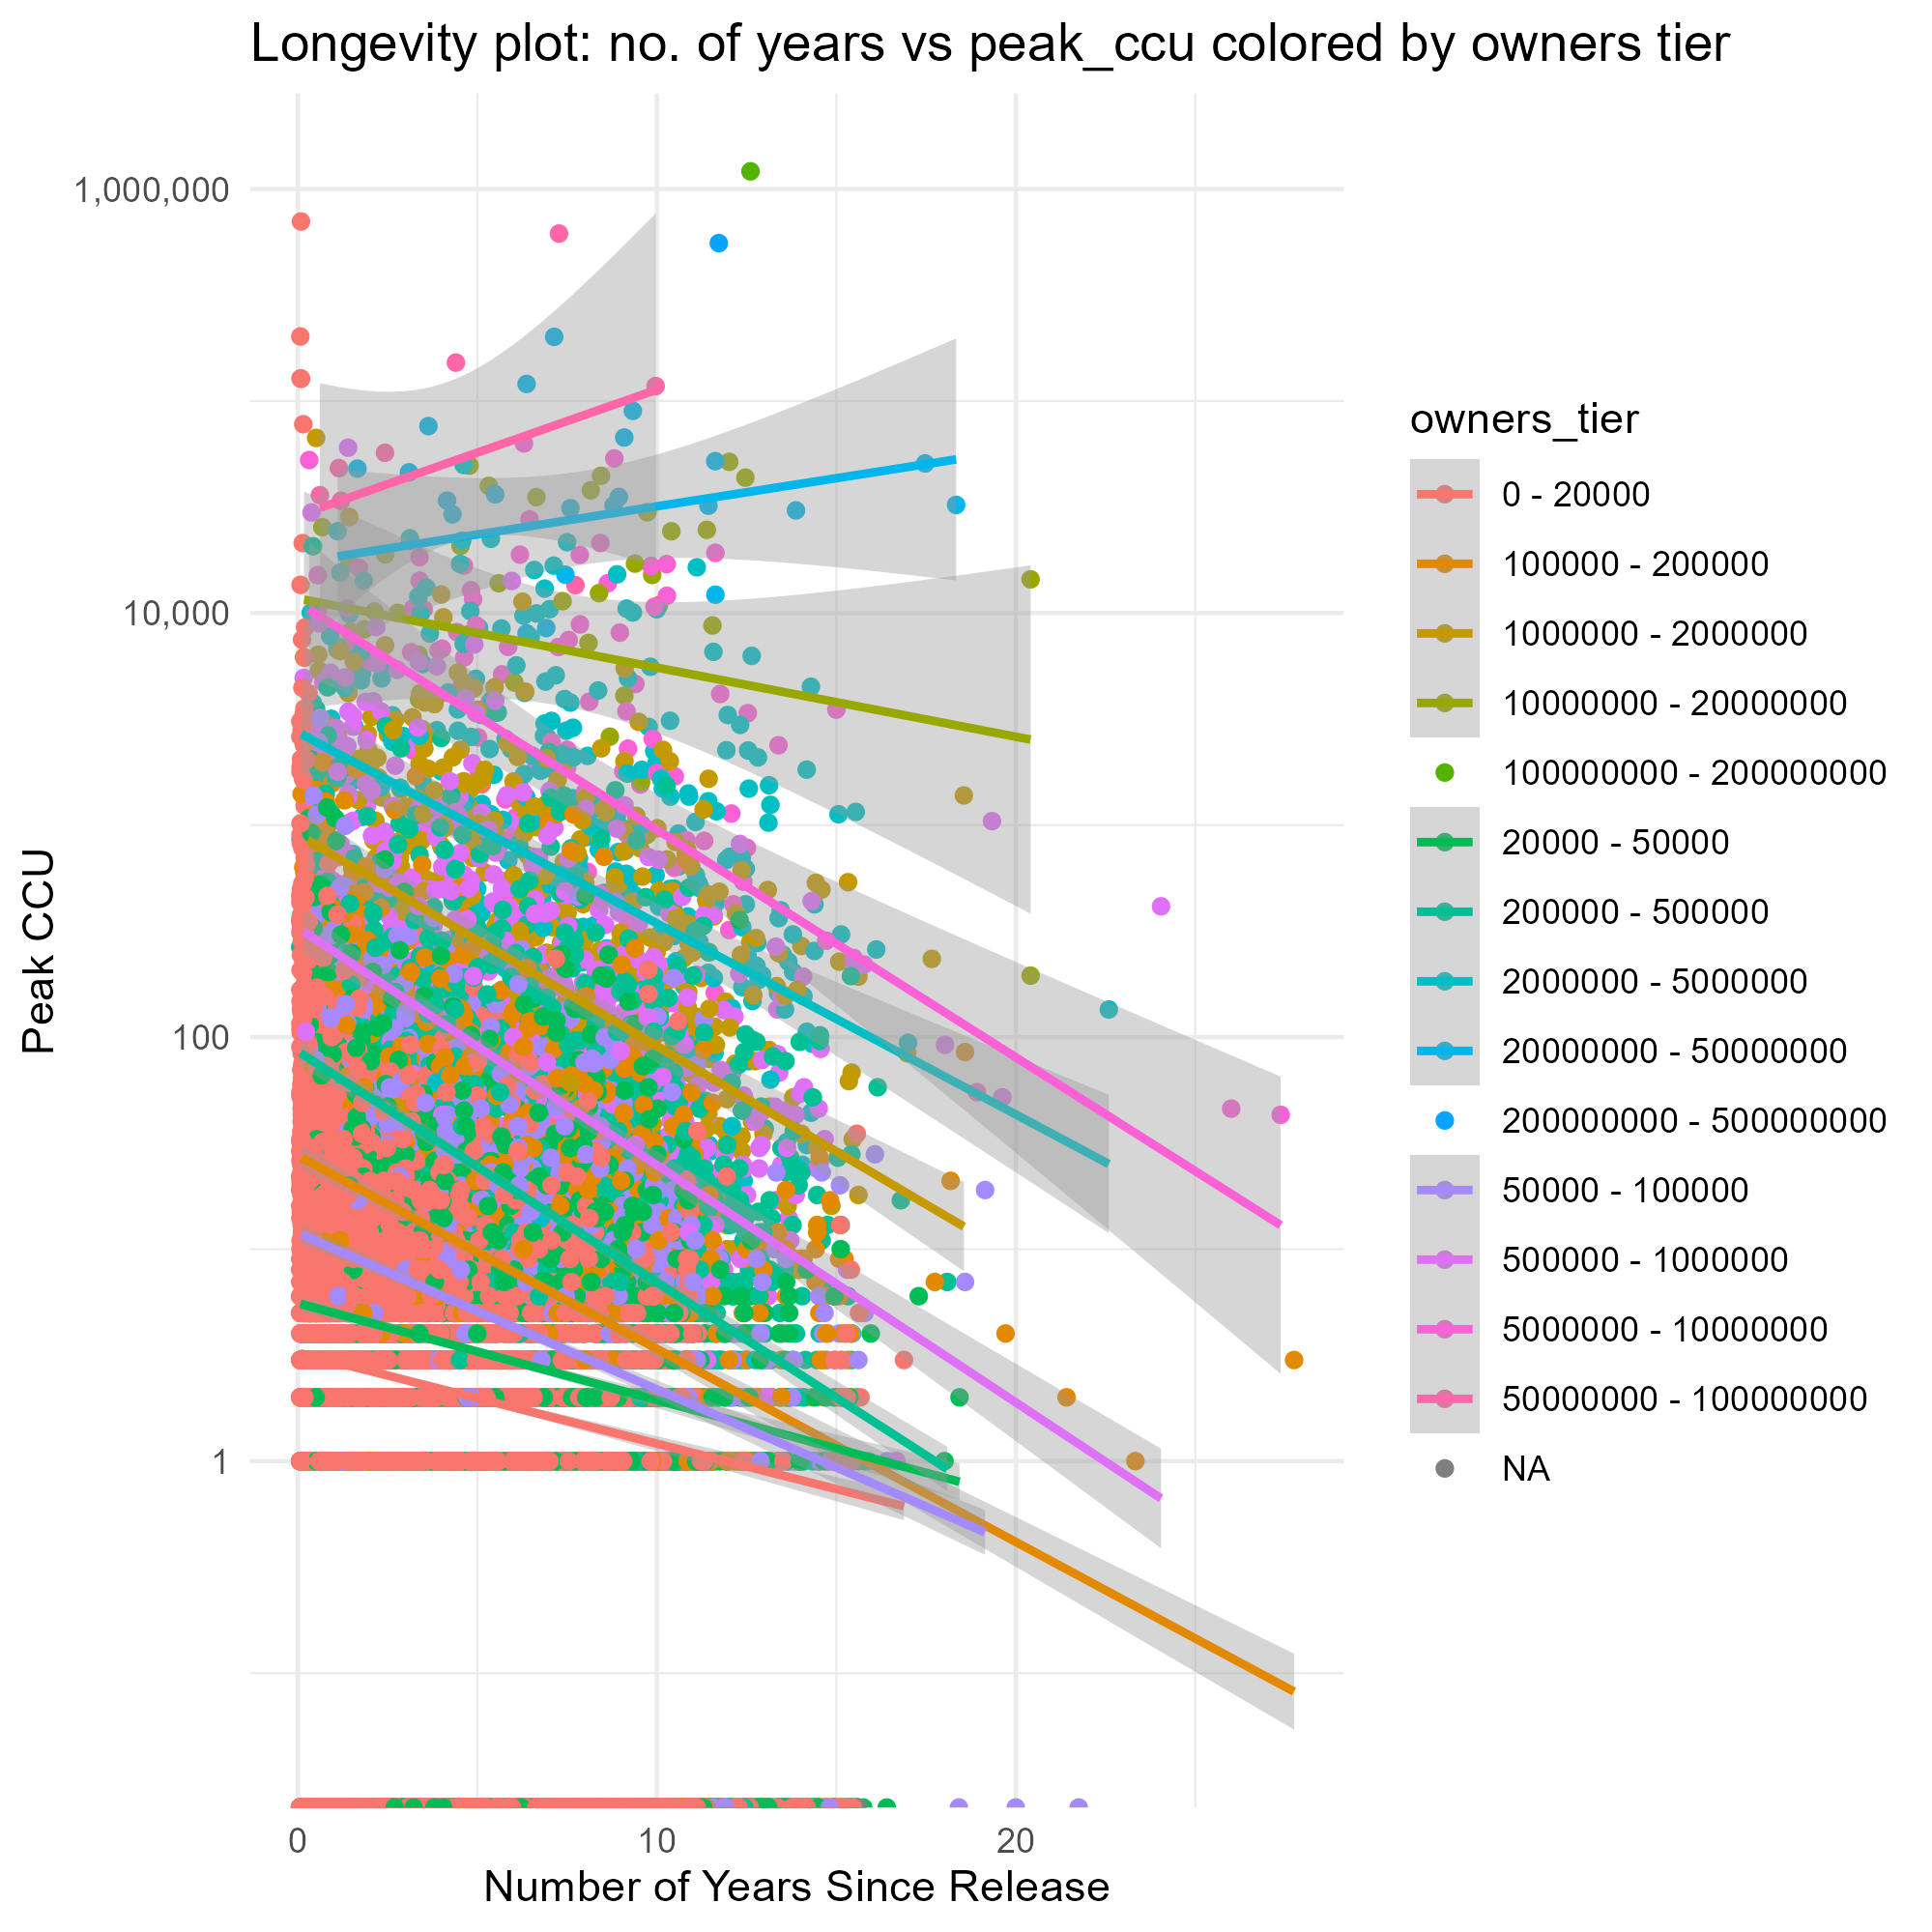 Longevity plot: no. of years vs peak_ccu colored by owners tier
1,000,000
10,000
100
1
Peak CCU
0
10
20
Number of Years Since Release
owners_tier
0 - 20000
100000 - 200000
1000000 - 2000000
10000000 - 20000000
100000000 - 200000000
20000 - 50000
200000 - 500000
2000000 - 5000000
20000000 - 50000000
200000000 - 500000000
50000 - 100000
500000 - 1000000
5000000 - 10000000
50000000 - 100000000
NA